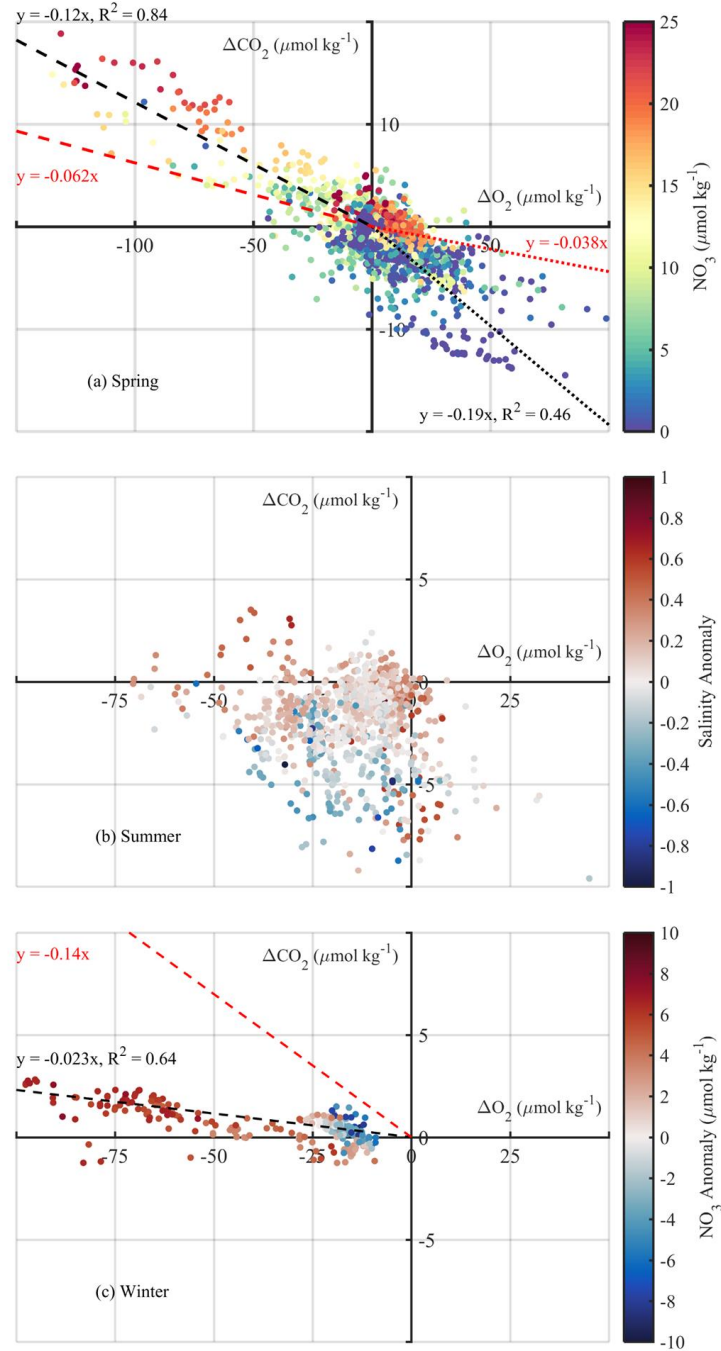 y = -0.12x, R2 = 0.84
ΔCO2 (μmol kg-1)
10
y = -0.062x
ΔO2 (μmol kg-1)
-100
-50
50
y = -0.038x
-10
(a) Spring
y = -0.19x, R2 = 0.46
25
20
15
10
5
0
NO3 (μmol kg-1)
ΔCO2 (μmol kg-1)
5
ΔO2 (μmol kg-1)
-75
-50
-25
0
25
-5
(b) Summer
1
0.8
0.6
0.4
0.2
0
-0.2
-0.4
-0.6
-0.8
-1
Salinity Anomaly
y = -0.14x
ΔCO2 (μmol kg-1)
5
y = -0.023x, R2 = 0.64
ΔO2 (μmol kg-1)
-75
-50
-25
0
25
-5
(c) Winter
10
8
6
4
2
0
-2
-4
-6
-8
-10
NO3 Anomaly (μmol kg-1)